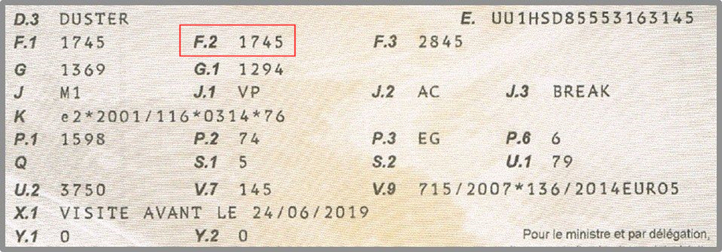 D.3 DUSTER E. UU1HSD85553163145
F.1 1745 F.2 1745 F.3 2845
G 1369 G.1 1294
J M1 J.1 VP J.2 AC J.3 BREAK
K e2*2001/116*0314*76
P.1 1598 P.2 74 P.3 EG P.6 6
Q S.1 5 S.2 U.1 79
U.2 3750 V.7 145 V.9 715/2007*136/2014EURO5
X.1 VISITE AVANT LE 24/06/2019
Y.1 0 Y.2 0 Pour le ministre et par délégation,